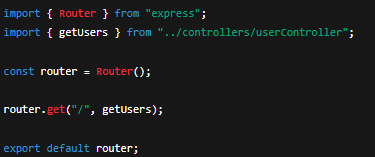 import { Router } from "express";
import { getUsers } from "../controllers/userController";
const router = Router();
router.get("/", getUsers);
export default router;